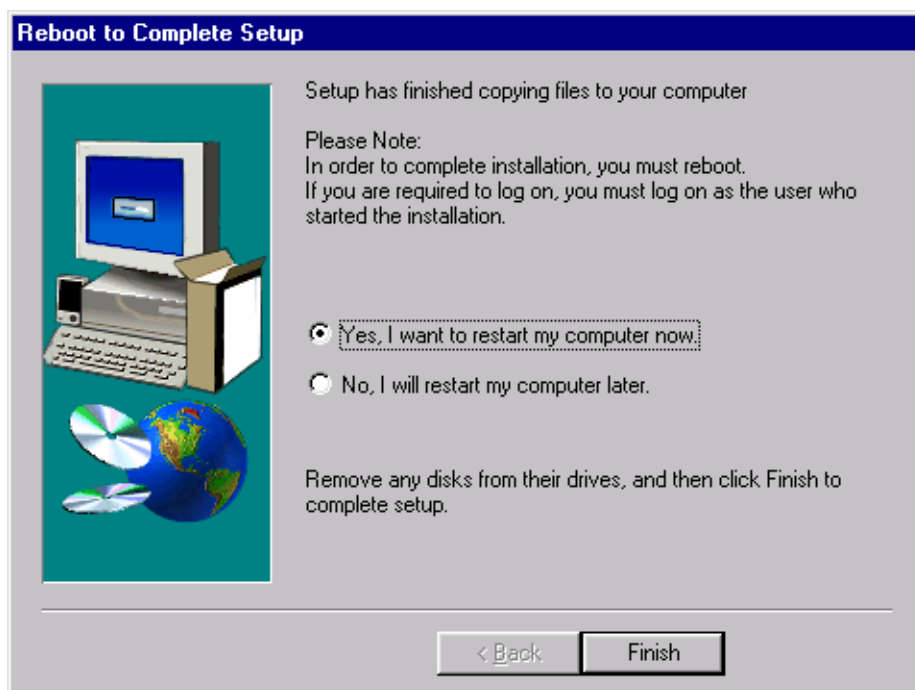 Reboot to Complete Setup
Setup has finished copying files to your computer
Please Note:
In order to complete installation, you must reboot.
If you are required to log on, you must log on as the user who
started the installation.
Yes, I want to restart my computer now.
No, I will restart my computer later.
Remove any disks from their drives, and then click Finish to
complete setup.
< Back
Finish